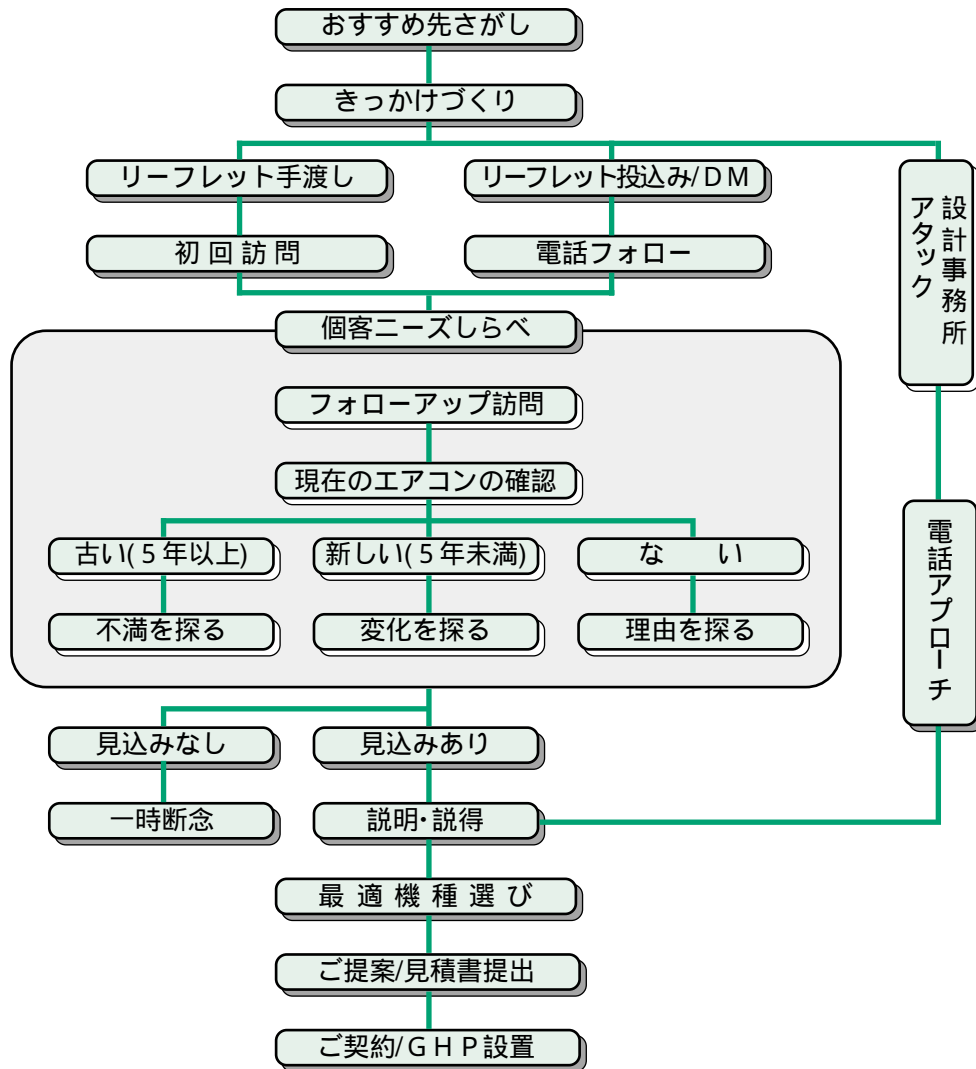 おすすめ先さがし
きっかけづくり
リーフレット手渡し
リーフレット投込み/ＤＭ
設計事務所
アタック
初 回 訪 問
電話フォロー
個客ニーズしらべ
フォローアップ訪問
現在のエアコンの確認
古い(５年以上)
新しい(５年未満)
な　　い
不満を探る
変化を探る
理由を探る
電話アプローチ
見込みなし
見込みあり
一時断念
説明・説得
最 適 機 種 選 び
ご提案/見積書提出
ご契約/ＧＨＰ設置